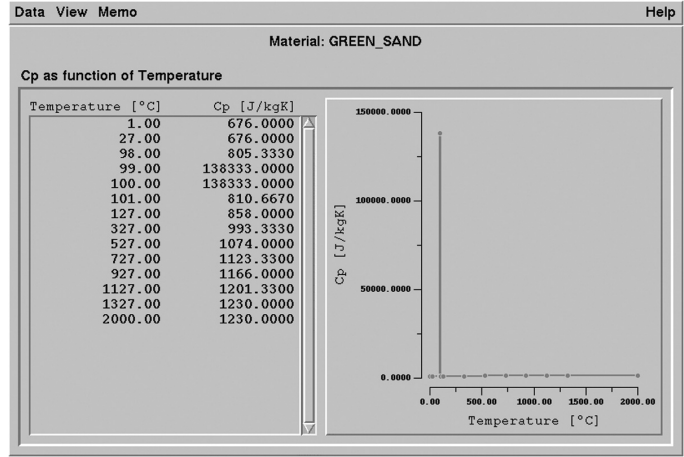 Data View Memo Help
Material: GREEN_SAND
Cp as function of Temperature
Temperature [°C] Cp [J/kgK]
1.00 676.0000
27.00 676.0000
98.00 805.3330
99.00 138333.0000
100.00 138333.0000
101.00 810.6670
127.00 858.0000
327.00 993.3330
527.00 1074.0000
727.00 1123.3300
927.00 1166.0000
1127.00 1201.3300
1327.00 1230.0000
2000.00 1230.0000
150000.0000
100000.0000
50000.0000
0.0000
Cp [J/kgK]
0.00 500.00 1000.00 1500.00 2000.00
Temperature [°C]